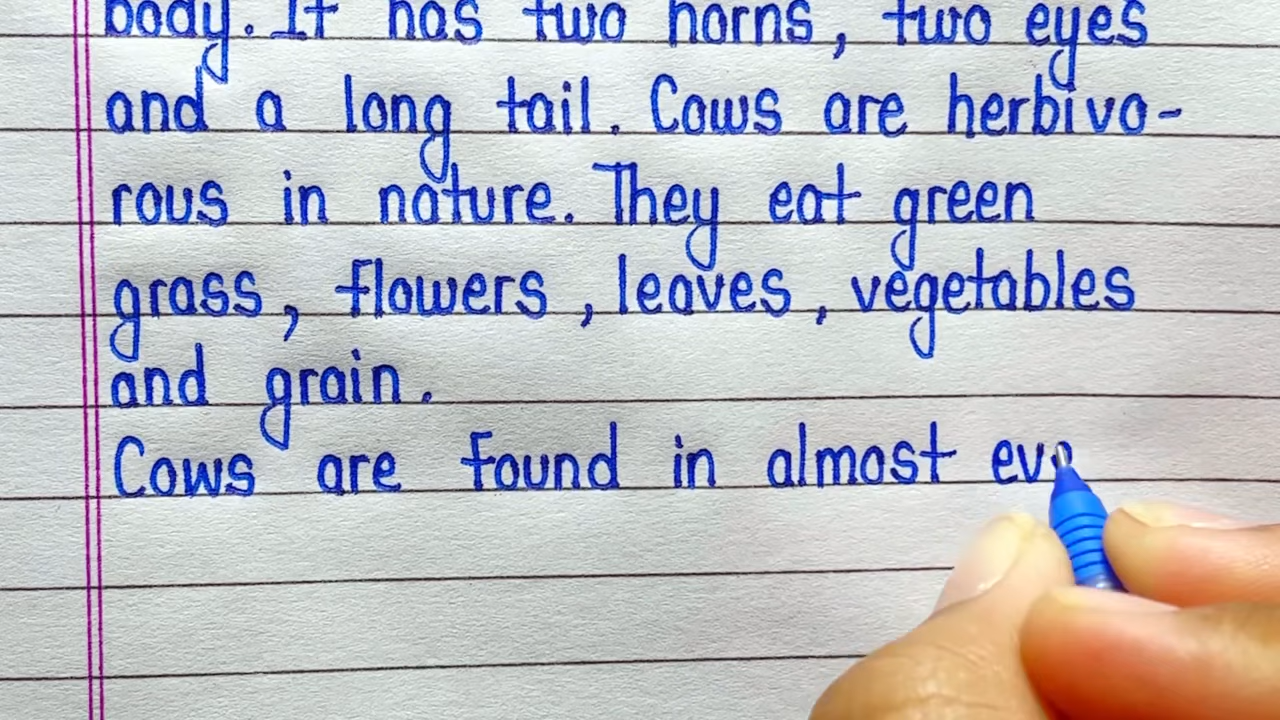 body. It has two horns, two eyes
and a long tail. Cows are herbivo-
rous in nature. They eat green
grass, flowers, leaves, vegetables
and grain.
Cows are found in almost eve